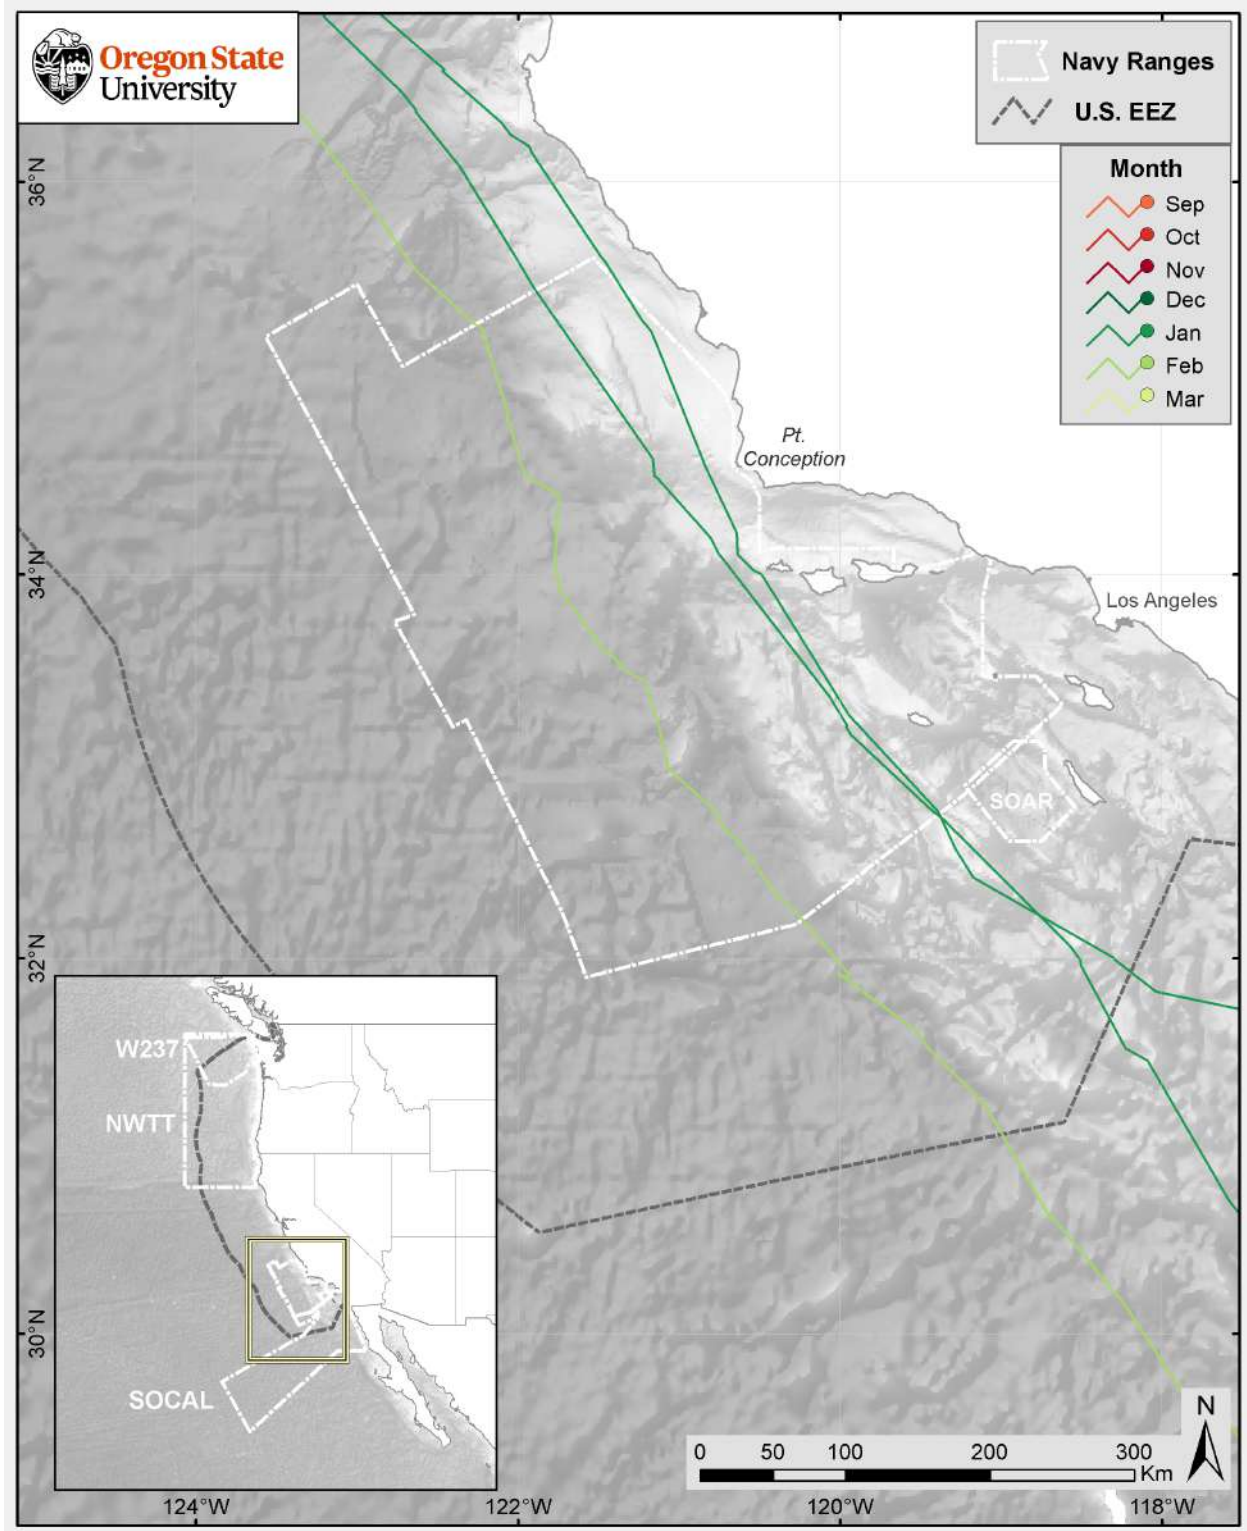 Oregon State
University
Navy Ranges
U.S. EEZ
Month
Sep
Oct
Nov
Dec
Jan
Feb
Mar
36°N
34°N
32°N
30°N
Pt.
Conception
Los Angeles
SOAR
W237
NWTT
SOCAL
N
0 50 100 200 300
Km
124°W 122°W 120°W 118°W